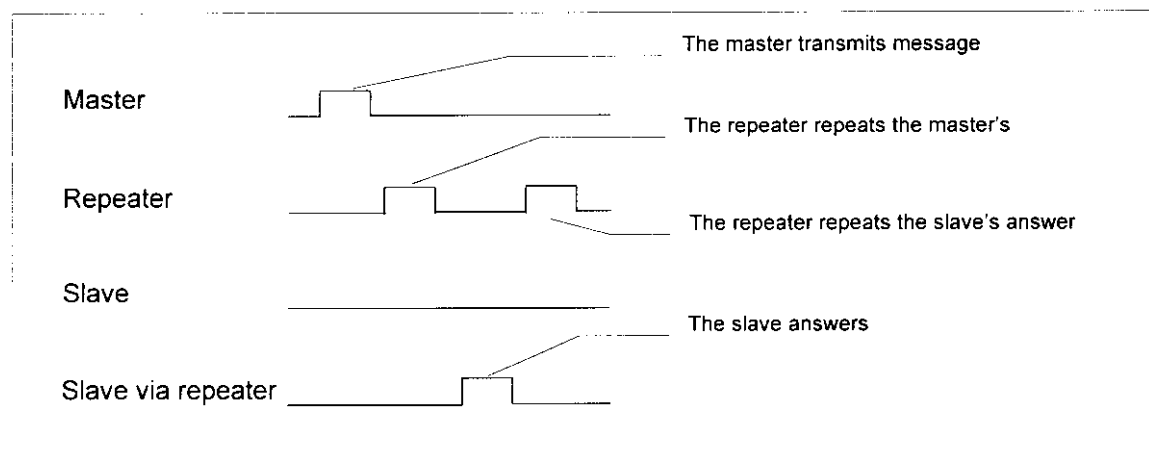 The master transmits message
Master
The repeater repeats the master's
Repeater
The repeater repeats the slave's answer
Slave
The slave answers
Slave via repeater